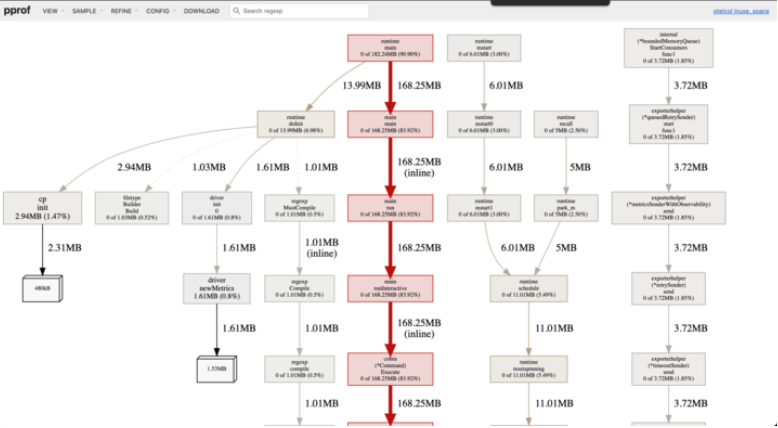 pprof
VIEW
SAMPLE
REFINE
CONFIG
DOWNLOAD
Search regexp
otelcol inuse_space
runtime
main
0 of 182.24MB (90.90%)
runtime
mstart
0 of 6.01MB (3.00%)
internal
(*boundedMemoryQueue)
StartConsumers
func1
0 of 3.72MB (1.85%)
13.99MB
168.25MB
6.01MB
3.72MB
runtime
doInit
0 of 13.99MB (6.98%)
main
main
0 of 168.25MB (83.92%)
runtime
mstart0
0 of 6.01MB (3.00%)
runtime
mcall
0 of 5MB (2.50%)
exporterhelper
(*queuedRetrySender)
start
func1
0 of 3.72MB (1.85%)
2.94MB
1.03MB
1.61MB
1.01MB
168.25MB
(inline)
6.01MB
5MB
3.72MB
cp
init
2.94MB (1.47%)
filetype
Builder
Build
0 of 1.03MB (0.52%)
driver
init
0
0 of 1.61MB (0.8%)
regexp
MustCompile
0 of 1.01MB (0.5%)
main
run
0 of 168.25MB (83.92%)
runtime
mstart1
0 of 6.01MB (3.00%)
runtime
park_m
0 of 5MB (2.50%)
exporterhelper
(*metricsSenderWithObservability)
send
0 of 3.72MB (1.85%)
2.31MB
1.61MB
1.01MB
(inline)
168.25MB
6.01MB
5MB
3.72MB
480kB
driver
newMetrics
1.61MB (0.8%)
regexp
Compile
0 of 1.01MB (0.5%)
main
runInteractive
0 of 168.25MB (83.92%)
runtime
schedule
0 of 11.01MB (5.49%)
exporterhelper
(*retrySender)
send
0 of 3.72MB (1.85%)
1.61MB
1.01MB
168.25MB
(inline)
11.01MB
3.72MB
1.53MB
regexp
compile
0 of 1.01MB (0.5%)
cobra
(*Command)
Execute
0 of 168.25MB (83.92%)
runtime
resetspinning
0 of 11.01MB (5.49%)
exporterhelper
(*timeoutSender)
send
0 of 3.72MB (1.85%)
1.01MB
168.25MB
11.01MB
3.72MB